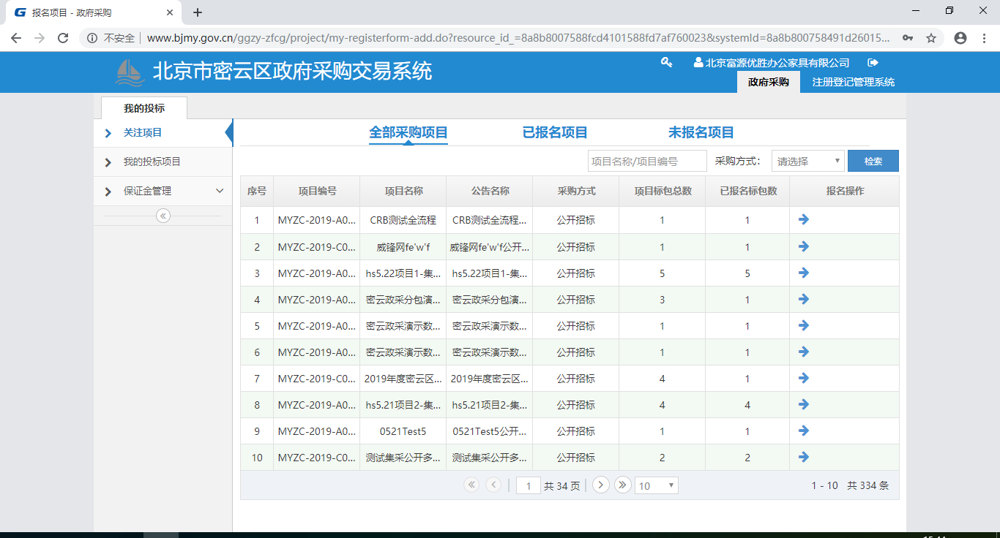 报名项目 - 政府采购
不安全 www.bjmy.gov.cn/ggzy-zfcg/project/my-registerform-add.do?resource_id_=8a8b8007588fcd4101588fd7af760023&systemId=8a8b800758491d26015...
北京市密云区政府采购交易系统
北京富源优胜办公家具有限公司
政府采购 注册登记管理系统
我的投标
关注项目
我的投标项目
保证金管理
全部采购项目 已报名项目 未报名项目
项目名称/项目编号 采购方式： 请选择 检索
序号 项目编号 项目名称 公告名称 采购方式 项目标包总数 已报名标包数 报名操作
1 MYZC-2019-A0... CRB测试全流程 CRB测试全流程... 公开招标 1 1
2 MYZC-2019-C0... 威锋网fe'w'f 威锋网fe'w'f公开... 公开招标 1 1
3 MYZC-2019-A0... hs5.22项目1-集... hs5.22项目1-集... 公开招标 5 5
4 MYZC-2019-A0... 密云政采分包演... 密云政采分包演... 公开招标 3 1
5 MYZC-2019-A0... 密云政采演示数... 密云政采演示数... 公开招标 1 1
6 MYZC-2019-A0... 密云政采演示数... 密云政采演示数... 公开招标 1 1
7 MYZC-2019-C0... 2019年度密云区... 2019年度密云区... 公开招标 4 1
8 MYZC-2019-A0... hs5.21项目2-集... hs5.21项目2-集... 公开招标 4 4
9 MYZC-2019-A0... 0521Test5 0521Test5公开... 公开招标 1 1
10 MYZC-2019-C0... 测试集采公开多... 测试集采公开多... 公开招标 2 2
1 共 34 页 10 1 - 10 共 334 条